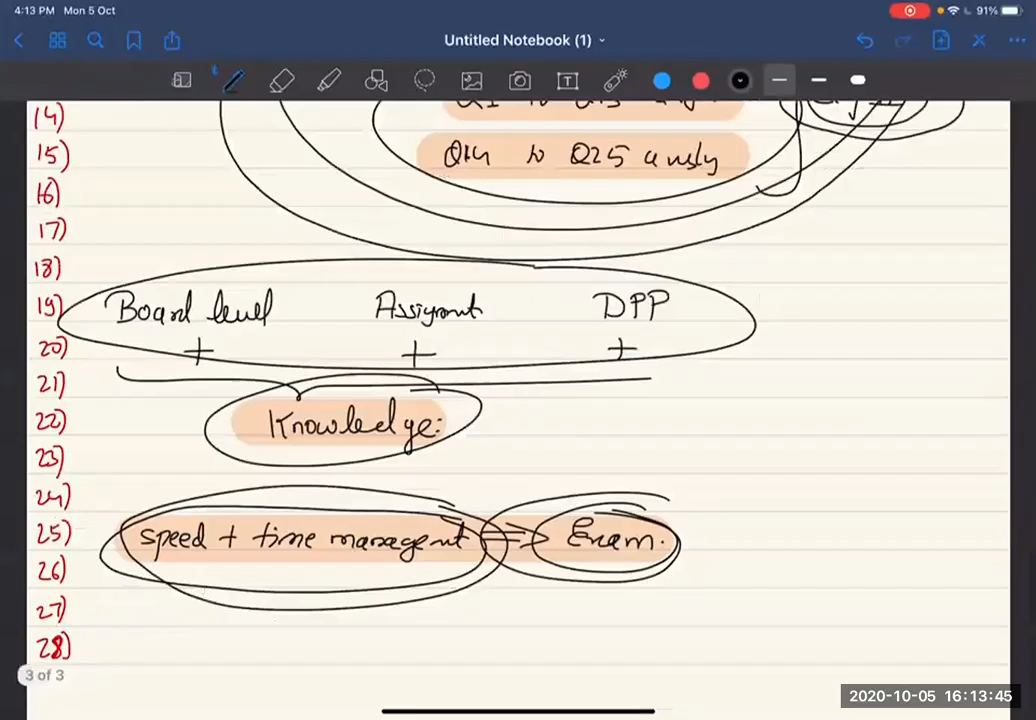 4:13 PM Mon 5 Oct
91%
Untitled Notebook (1)
14)
15) Q14 to Q25 analy
16)
17)
18)
19) Board level Assignmt DPP
20) + + +
21)
22) Knowledge:
23)
24)
25) speed + time managent => Exam.
26)
27)
28)
3 of 3
2020-10-05 16:13:45